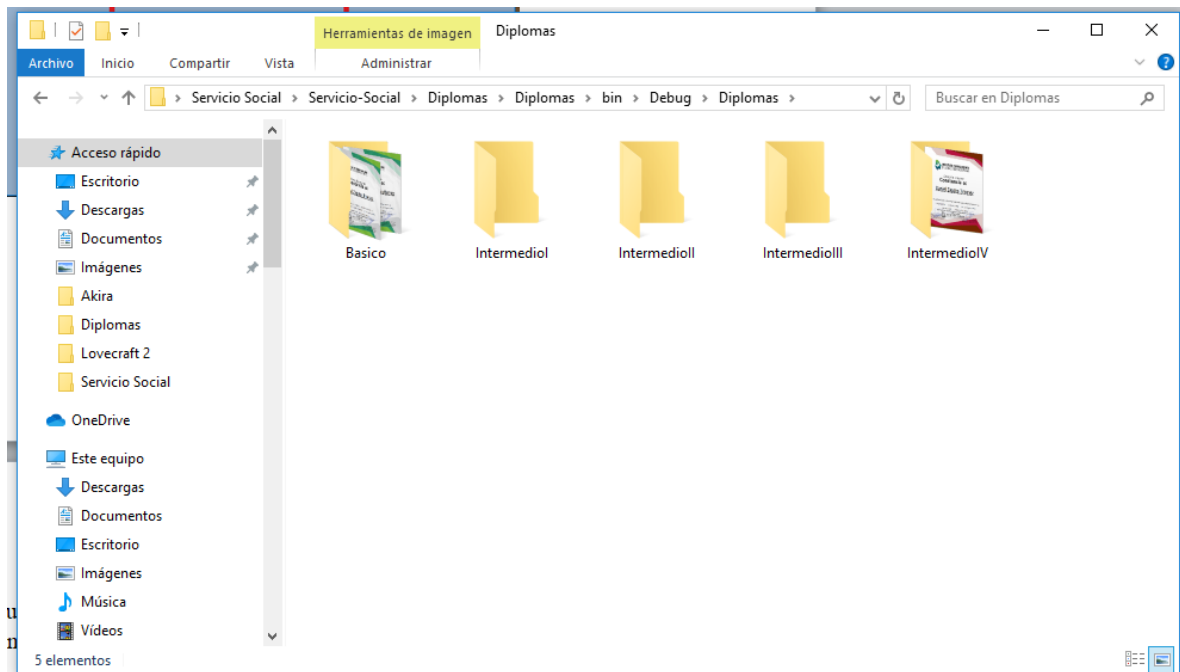 Herramientas de imagen Diplomas
Archivo Inicio Compartir Vista Administrar
Servicio Social > Servicio-Social > Diplomas > Diplomas > bin > Debug > Diplomas > Buscar en Diplomas
Acceso rápido
Escritorio
Descargas
Documentos
Imágenes
Akira
Diplomas
Lovecraft 2
Servicio Social
OneDrive
Este equipo
Descargas
Documentos
Escritorio
Imágenes
Música
Vídeos
Basico IntermedioI IntermedioII IntermedioIII IntermedioIV
5 elementos